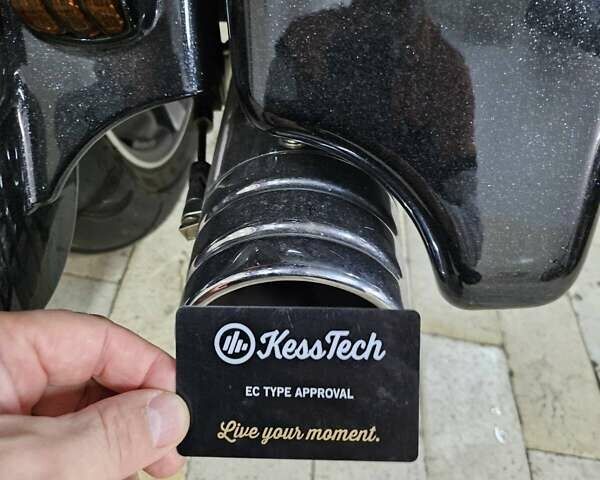 KessTech
EC TYPE APPROVAL
Live your moment.